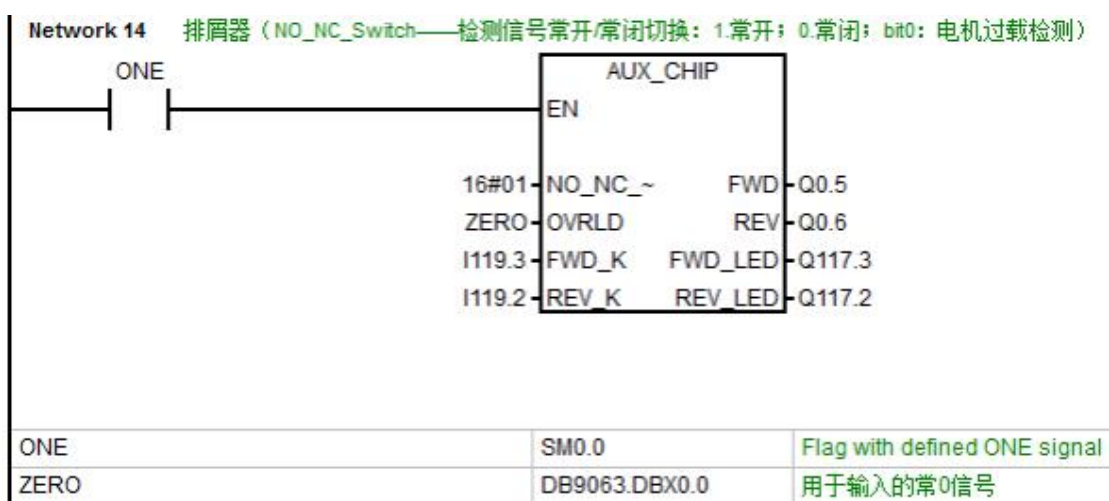 Network 14 排屑器（NO_NC_Switch——检测信号常开/常闭切换：1.常开；0.常闭；bit0：电机过载检测）
ONE
AUX_CHIP
EN
16#01 NO_NC_~ FWD Q0.5
ZERO OVRLD REV Q0.6
I119.3 FWD_K FWD_LED Q117.3
I119.2 REV_K REV_LED Q117.2
ONE SM0.0 Flag with defined ONE signal
ZERO DB9063.DBX0.0 用于输入的常0信号